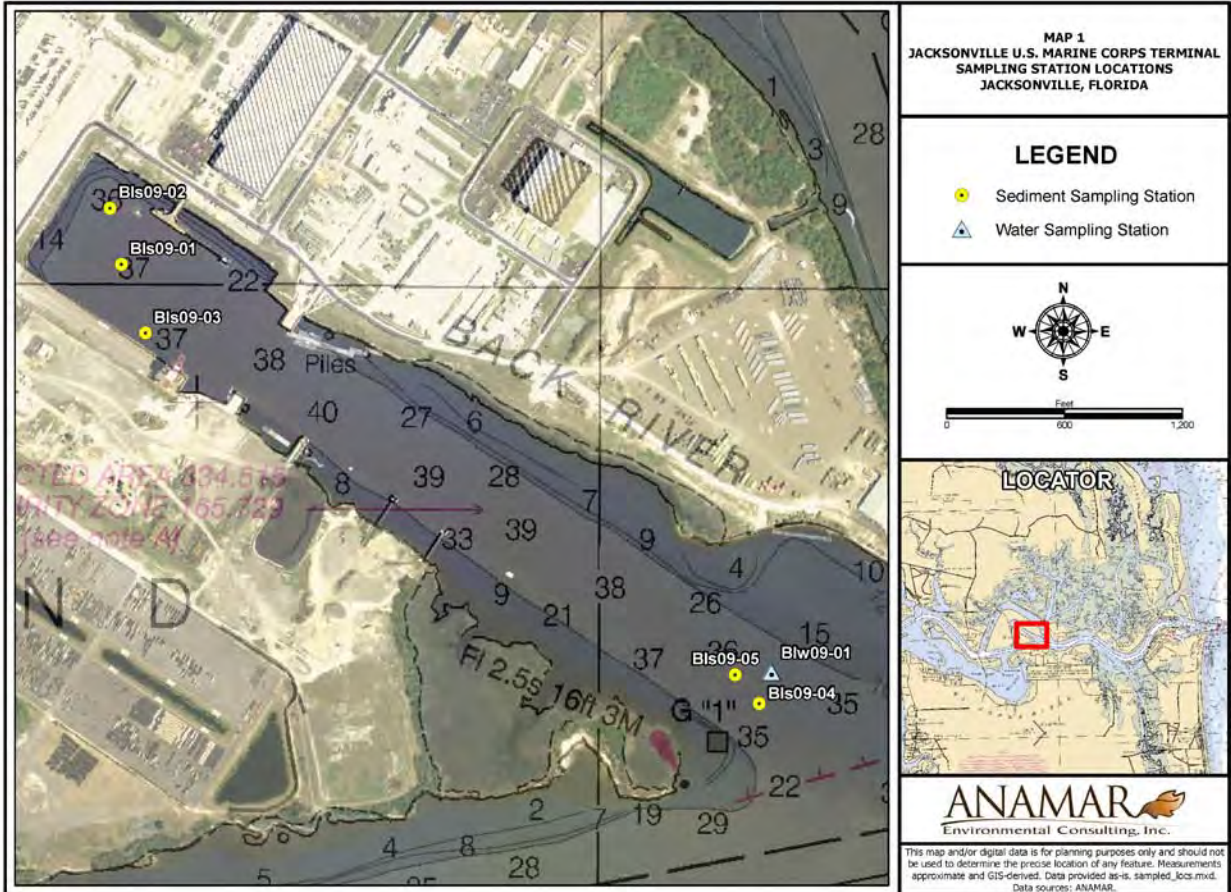 MAP 1
JACKSONVILLE U.S. MARINE CORPS TERMINAL
SAMPLING STATION LOCATIONS
JACKSONVILLE, FLORIDA
LEGEND
Sediment Sampling Station
Water Sampling Station
N
W E
S
Feet
0 600 1,200
LOCATOR
ANAMAR
Environmental Consulting, Inc.
This map and/or digital data is for planning purposes only and should not
be used to determine the precise location of any feature. Measurements
approximate and GIS-derived. Data provided as-is. sampled_locs.mxd.
Data sources: ANAMAR.
1
3
28
9
Bls09-02
14
Bls09-01
37
22
Bls09-03
37
38
Piles
BACK RIVER
40
27
6
28
7
39
8
39
33
9
4
10
38
26
9
21
15
37
Bls09-05
Blw09-01
Bls09-04
35
Fl 2.5s 16ft 3M
G "1"
35
22
N D
2
7
19
29
4
8
28
5